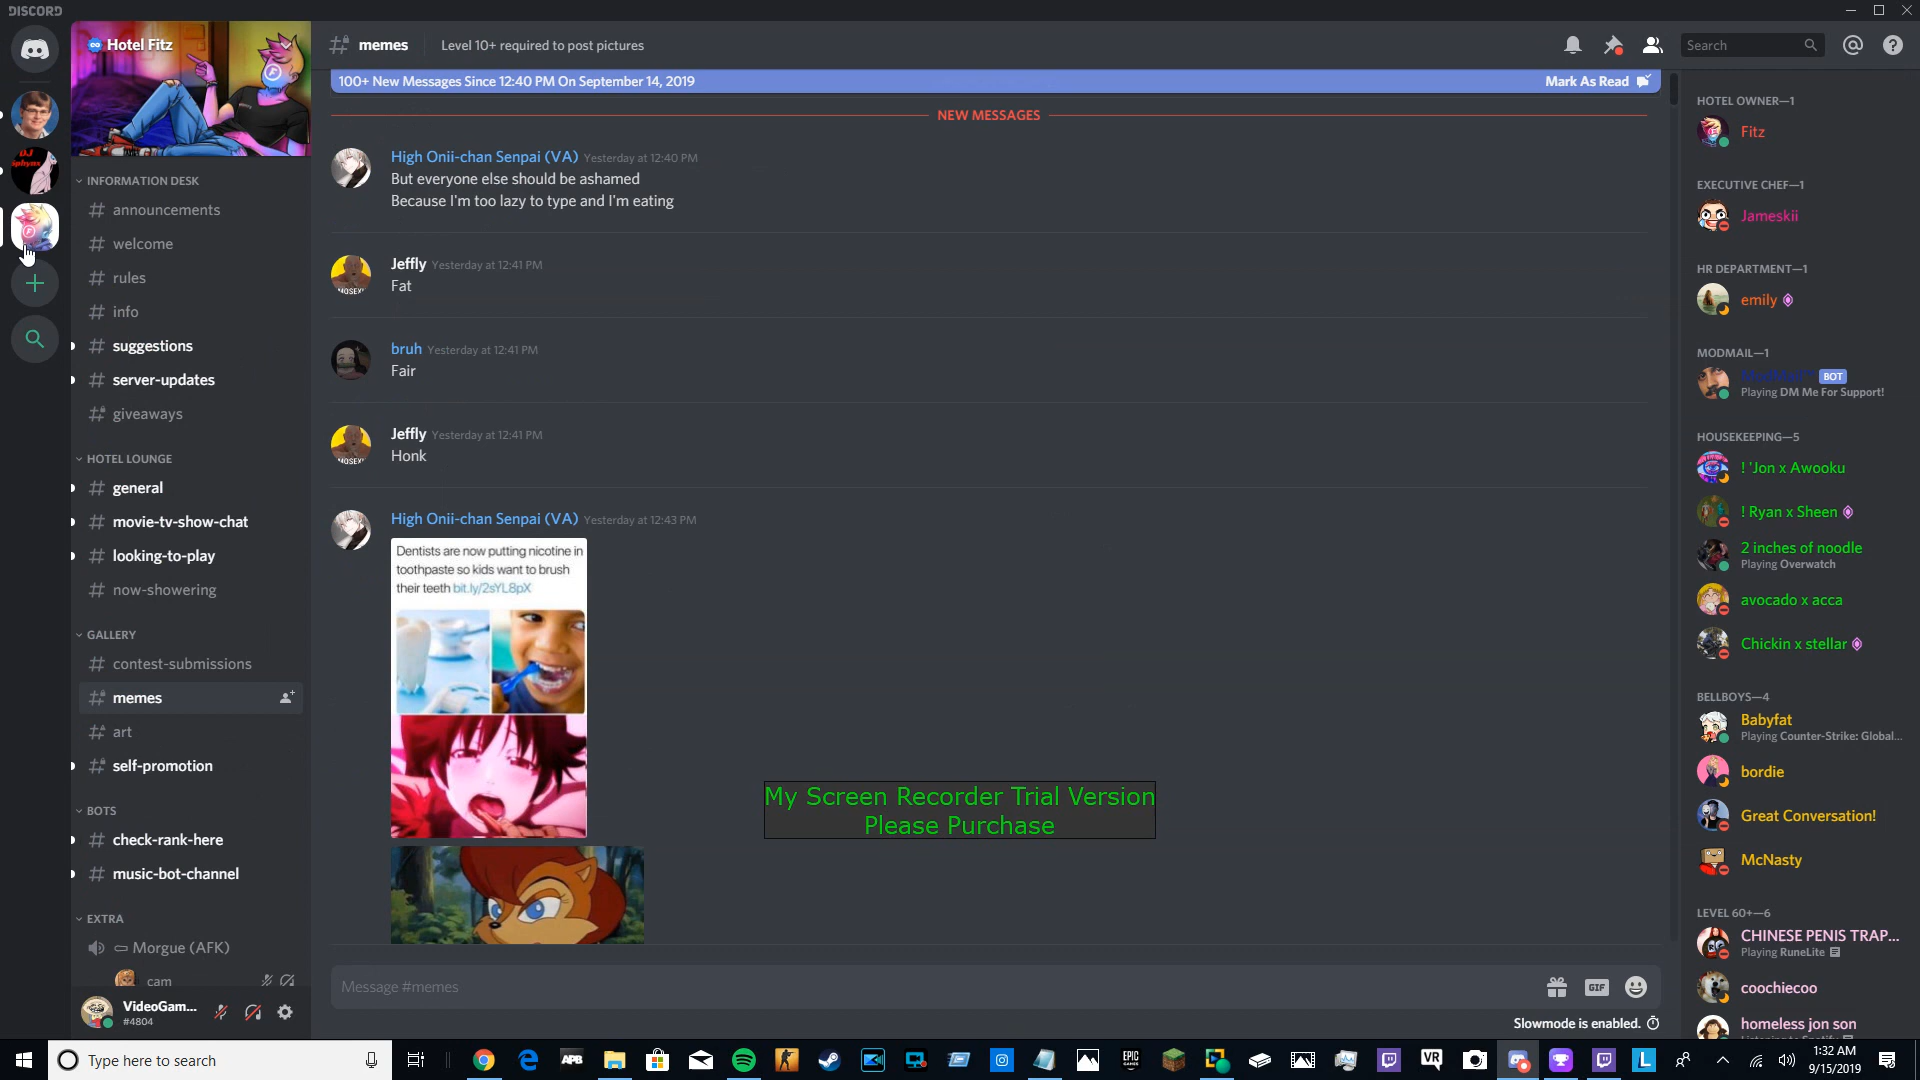 DISCORD
Hotel Fitz
memes
Level 10+ required to post pictures
Search
100+ New Messages Since 12:40 PM On September 14, 2019
Mark As Read
NEW MESSAGES
INFORMATION DESK
announcements
welcome
rules
info
suggestions
server-updates
giveaways
HOTEL LOUNGE
general
movie-tv-show-chat
looking-to-play
now-showering
GALLERY
contest-submissions
memes
art
self-promotion
BOTS
check-rank-here
music-bot-channel
EXTRA
Morgue (AFK)
cam
VideoGam...
#4804
High Onii-chan Senpai (VA) Yesterday at 12:40 PM
But everyone else should be ashamed
Because I'm too lazy to type and I'm eating
Jeffly Yesterday at 12:41 PM
Fat
bruh Yesterday at 12:41 PM
Fair
Jeffly Yesterday at 12:41 PM
Honk
High Onii-chan Senpai (VA) Yesterday at 12:43 PM
Dentists are now putting nicotine in
toothpaste so kids want to brush
their teeth bit.ly/2sYL8pX
My Screen Recorder Trial Version
Please Purchase
Message #memes
GIF
Slowmode is enabled.
HOTEL OWNER—1
Fitz
EXECUTIVE CHEF—1
Jameskii
HR DEPARTMENT—1
emily
MODMAIL—1
BOT
Playing DM Me For Support!
HOUSEKEEPING—5
! 'Jon x Awooku
! Ryan x Sheen
2 inches of noodle
Playing Overwatch
avocado x acca
Chickin x stellar
BELLBOYS—4
Babyfat
Playing Counter-Strike: Global...
bordie
Great Conversation!
McNasty
LEVEL 60+—6
CHINESE PENIS TRAP...
Playing RuneLite
coochiecoo
homeless jon son
Type here to search
APB
EPIC
GAMES
VR
L
1:32 AM
9/15/2019